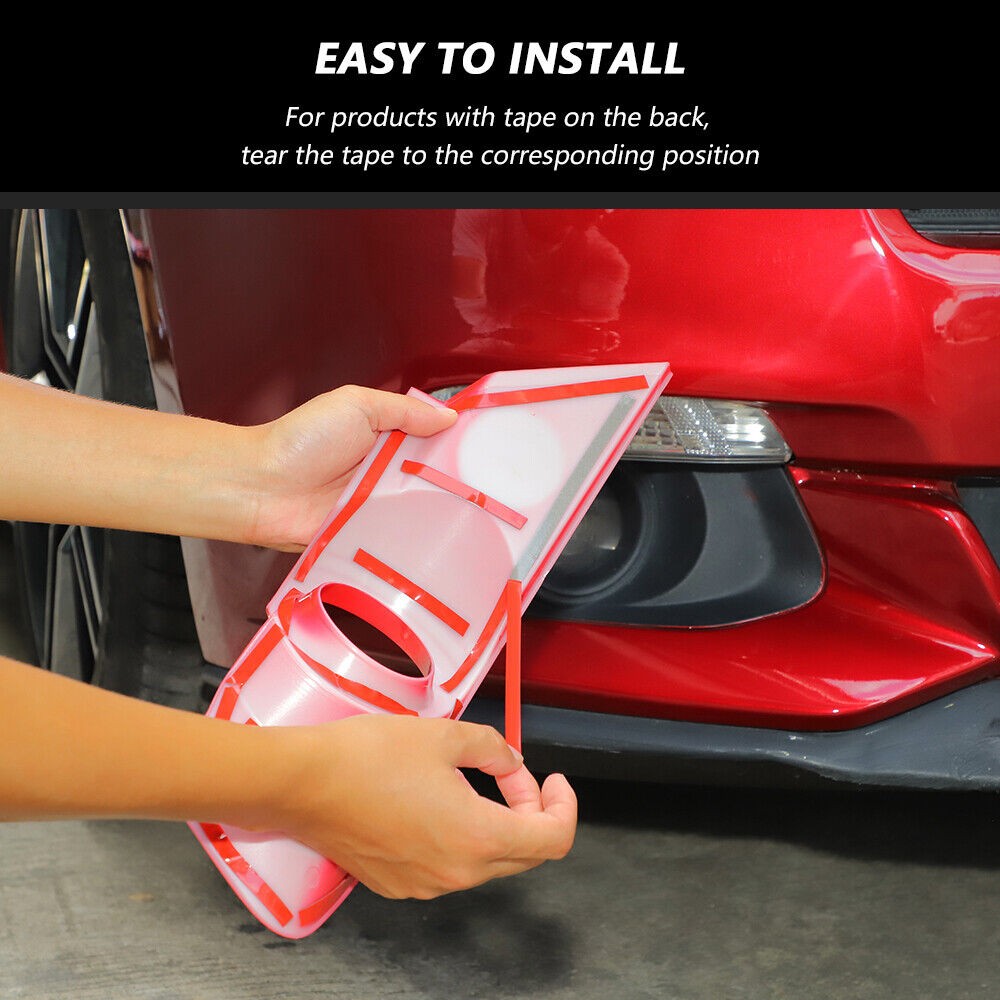 EASY TO INSTALL
For products with tape on the back,
tear the tape to the corresponding position